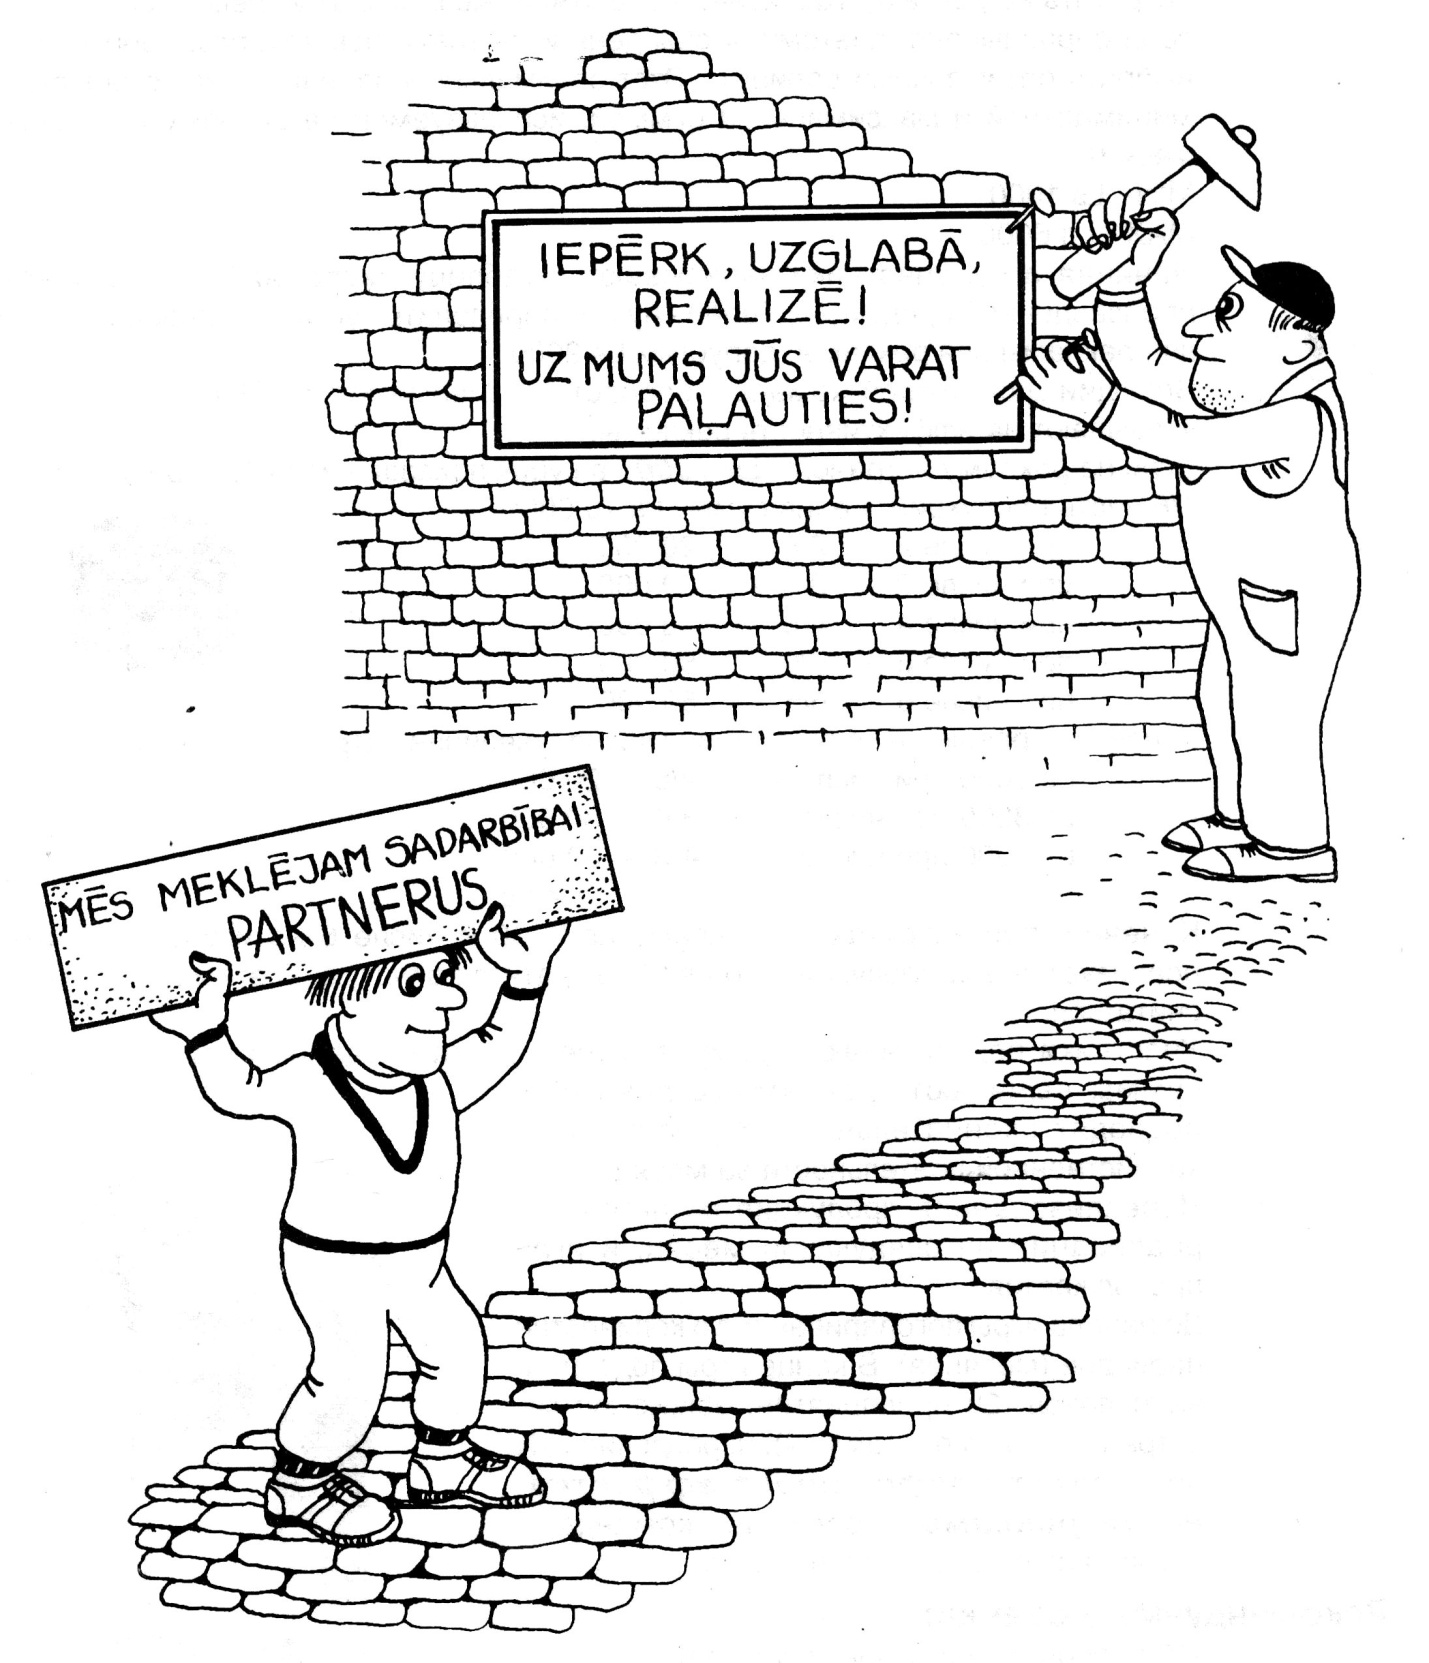 IEPĒRK, UZGLABĀ,
REALIZĒ!
UZ MUMS JŪS VARAT
PAĻAUTIES!
MĒS MEKLĒJAM SADARBĪBAI
PARTNERUS